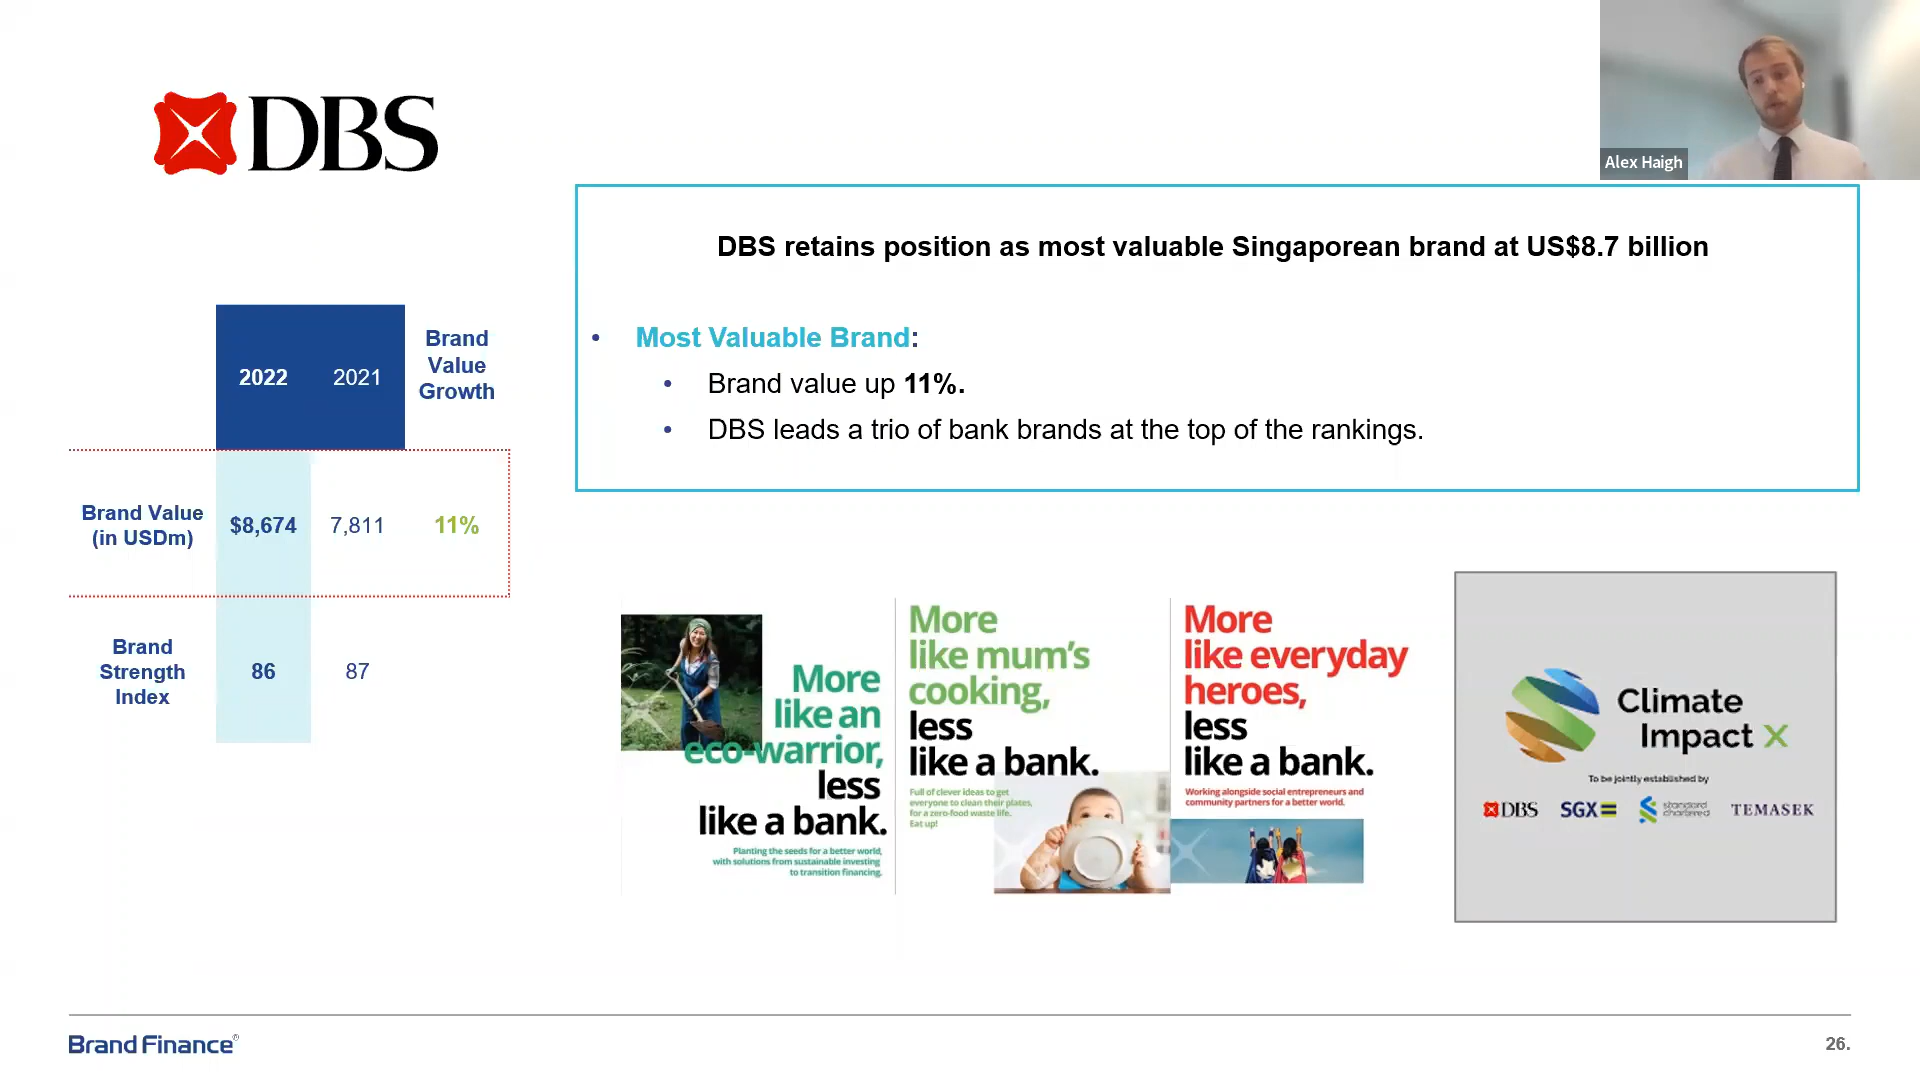 DBS
Alex Haigh
DBS retains position as most valuable Singaporean brand at US$8.7 billion
• Most Valuable Brand:
• Brand value up 11%.
• DBS leads a trio of bank brands at the top of the rankings.
2022 2021
Brand
Value
Growth
Brand Value
(in USDm)
$8,674 7,811 11%
Brand
Strength
Index
86 87
More
like an
eco-warrior,
less
like a bank.
Planting the seeds for a better world,
with solutions from sustainable investing
to transition financing.
More
like mum's
cooking,
less
like a bank.
Full of clever ideas to get
everyone to clean their plates,
for a zero-food waste life.
Eat up!
More
like everyday
heroes,
less
like a bank.
Working alongside social entrepreneurs and
community partners for a better world.
Climate
Impact X
To be jointly established by
DBS SGX standard chartered TEMASEK
Brand Finance®
26.